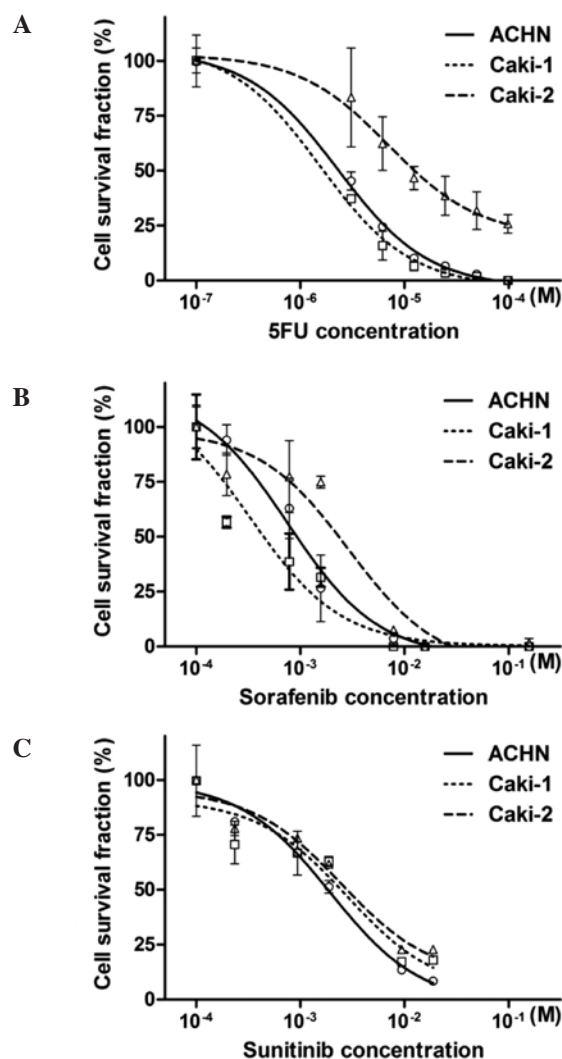 A
Cell survival fraction (%)
100
75
50
25
0
ACHN
Caki-1
Caki-2
10-7
10-6
10-5
10-4 (M)
5FU concentration
B
Cell survival fraction (%)
100
75
50
25
0
ACHN
Caki-1
Caki-2
10-4
10-3
10-2
10-1 (M)
Sorafenib concentration
C
Cell survival fraction (%)
100
75
50
25
0
ACHN
Caki-1
Caki-2
10-4
10-3
10-2
10-1 (M)
Sunitinib concentration